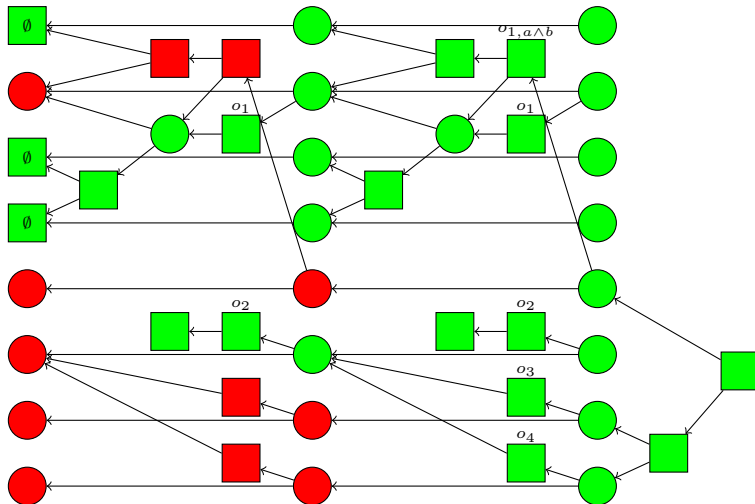 ∅
o₁,ₐ∧b
o₁ o₁
∅
∅
o₂ o₂
o₃
o₄